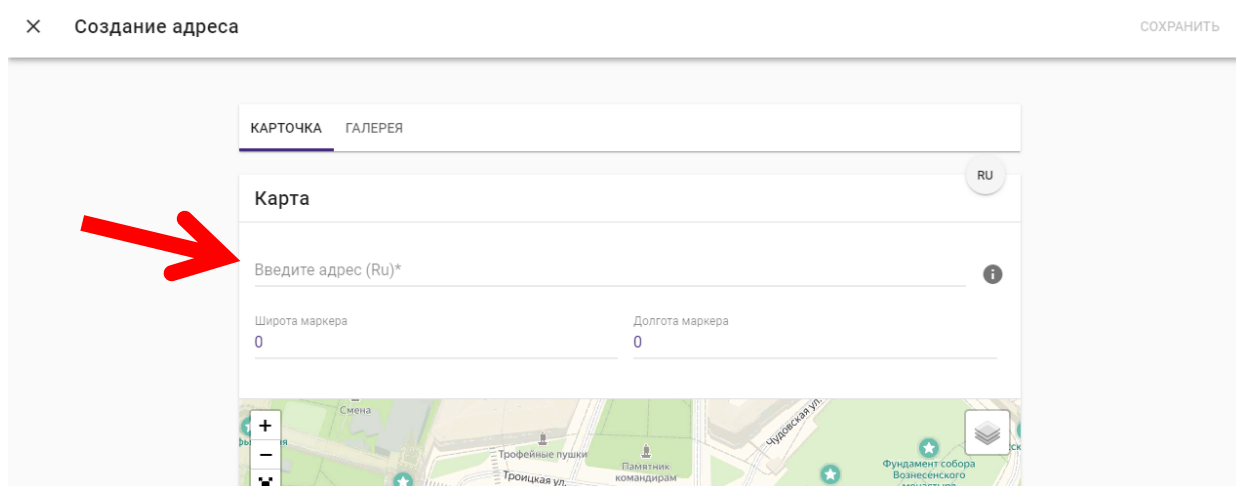 Создание адреса
СОХРАНИТЬ
КАРТОЧКА ГАЛЕРЕЯ
RU
Карта
Введите адрес (Ru)*
Широта маркера Долгота маркера
0 0
Смена
Чудовская ул.
+
−
Трофейные пушки
Памятник
командирам
Троицкая ул.
Фундамент собора
Вознесенского
монастыря